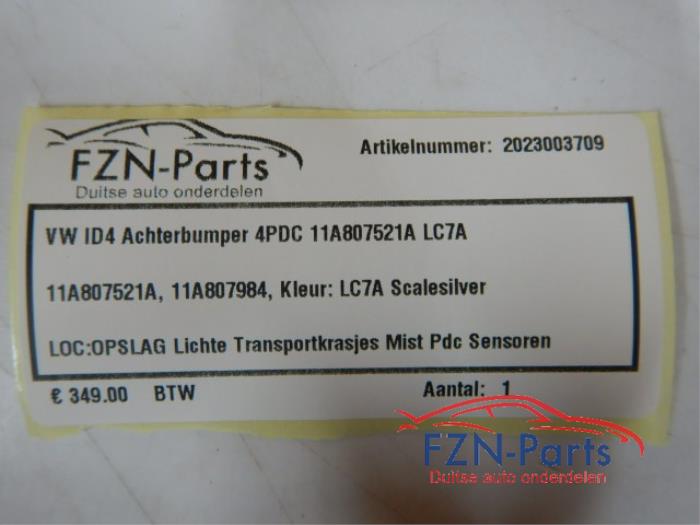 FZN-Parts
Duitse auto onderdelen
Artikelnummer: 2023003709
VW ID4 Achterbumper 4PDC 11A807521A LC7A
11A807521A, 11A807984, Kleur: LC7A Scalesilver
LOC:OPSLAG Lichte Transportkrasjes Mist Pdc Sensoren
€ 349.00 BTW Aantal: 1
FZN-Parts
Duitse auto onderdelen